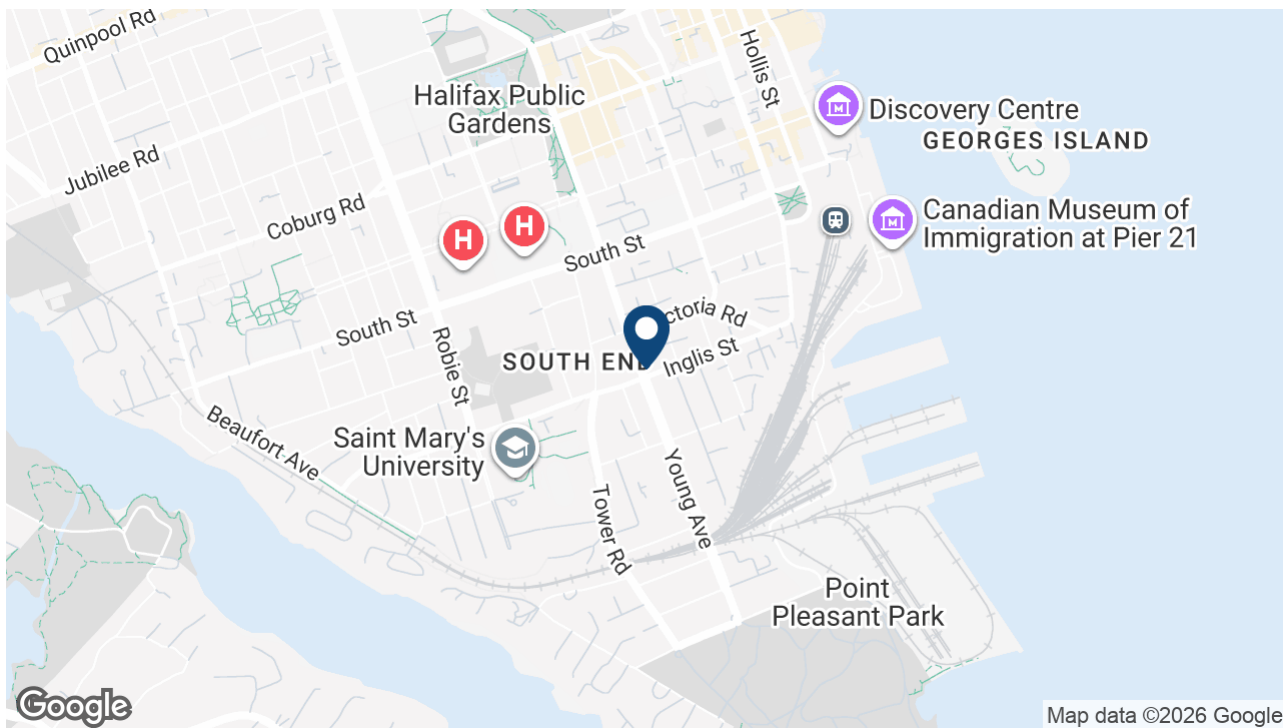 Quinpool Rd
Hollis St
Halifax Public
Gardens
Discovery Centre
GEORGES ISLAND
Jubilee Rd
Coburg Rd
H
H
Canadian Museum of
Immigration at Pier 21
South St
South St
ctoria Rd
Robie St
SOUTH END
Inglis St
Beaufort Ave
Saint Mary's
University
Young Ave
Tower Rd
Point
Pleasant Park
Google
Map data ©2026 Google